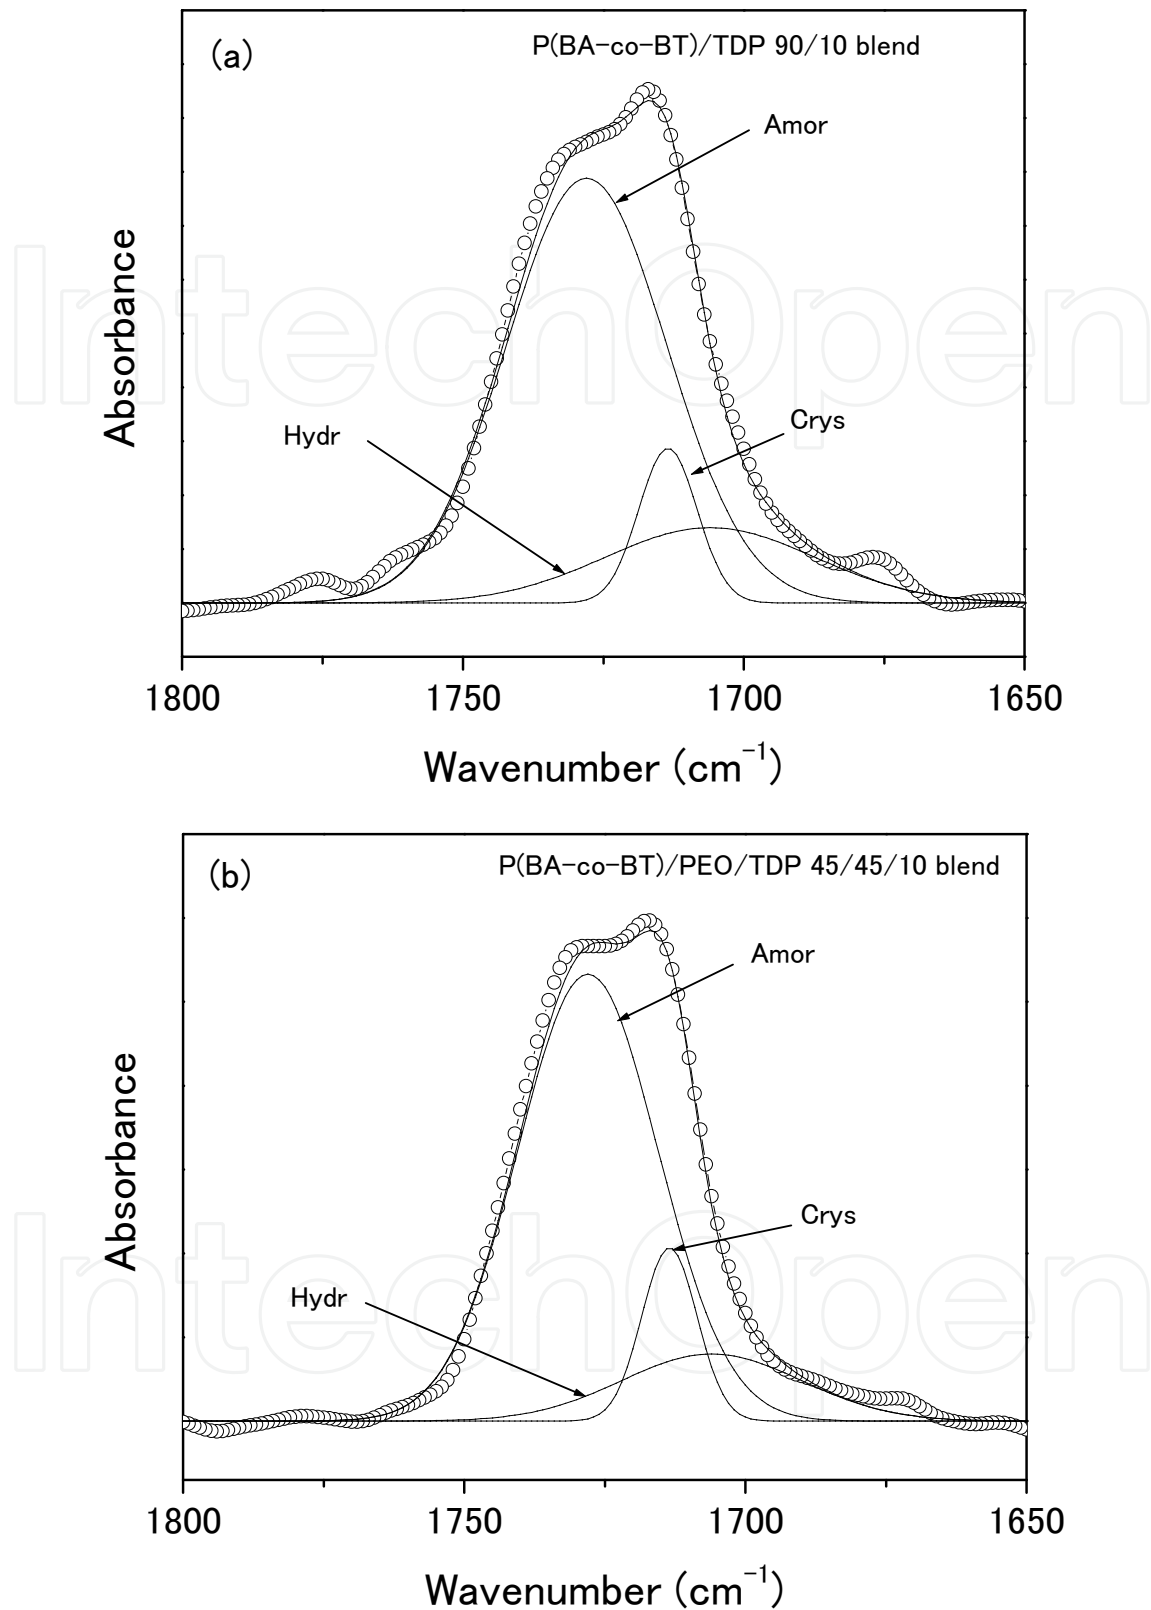 (a)
P(BA-co-BT)/TDP 90/10 blend
Amor
Crys
Hydr
Absorbance
1800 1750 1700 1650
Wavenumber (cm⁻¹)
IntechOpen
(b)
P(BA-co-BT)/PEO/TDP 45/45/10 blend
Amor
Crys
Hydr
Absorbance
1800 1750 1700 1650
Wavenumber (cm⁻¹)
IntechOpen